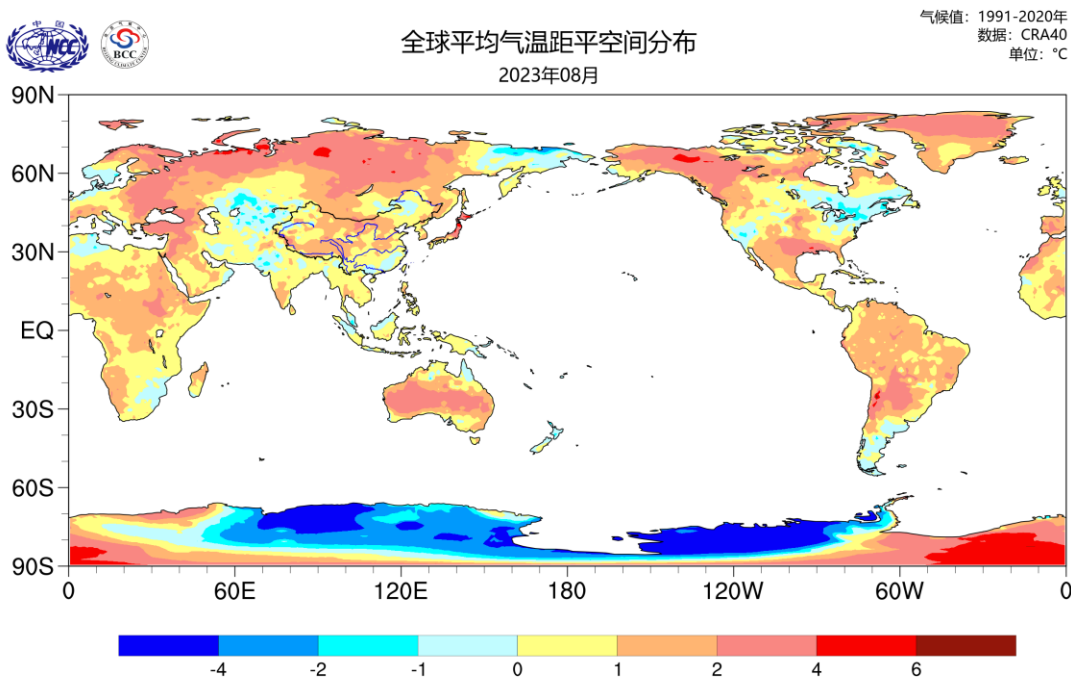 中国
NCC
BCC
BEIJING CLIMATE CENTER
全球平均气温距平空间分布
2023年08月
气候值：1991-2020年
数据：CRA40
单位：°C
90N
60N
30N
EQ
30S
60S
90S
0 60E 120E 180 120W 60W 0
-4 -2 -1 0 1 2 4 6